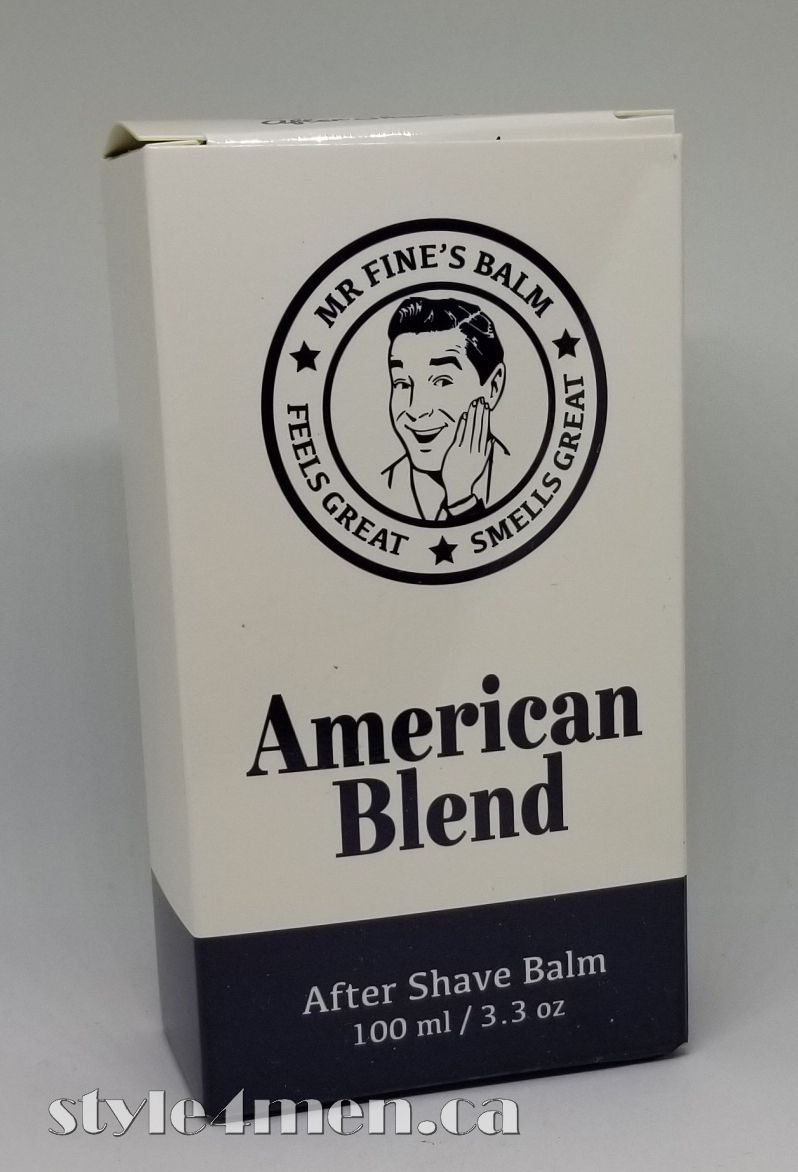 MR FINE'S BALM
FEELS GREAT
SMELLS GREAT
American
Blend
After Shave Balm
100 ml / 3.3 oz
style4men.ca